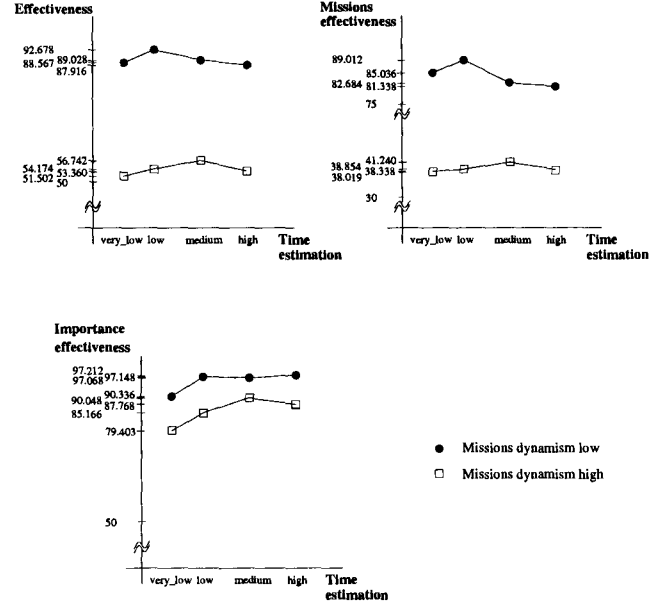 Effectiveness
92.678
89.028
88.567
87.916
56.742
54.174
53.360
51.502
50
very_low low medium high Time
estimation
Missions
effectiveness
89.012
85.036
82.684
81.338
75
41.240
38.854
38.338
38.019
30
very_low low medium high Time
estimation
Importance
effectiveness
97.212
97.148
97.068
90.336
90.048
87.768
85.166
79.403
50
very_low low medium high Time
estimation
Missions dynamism low
Missions dynamism high